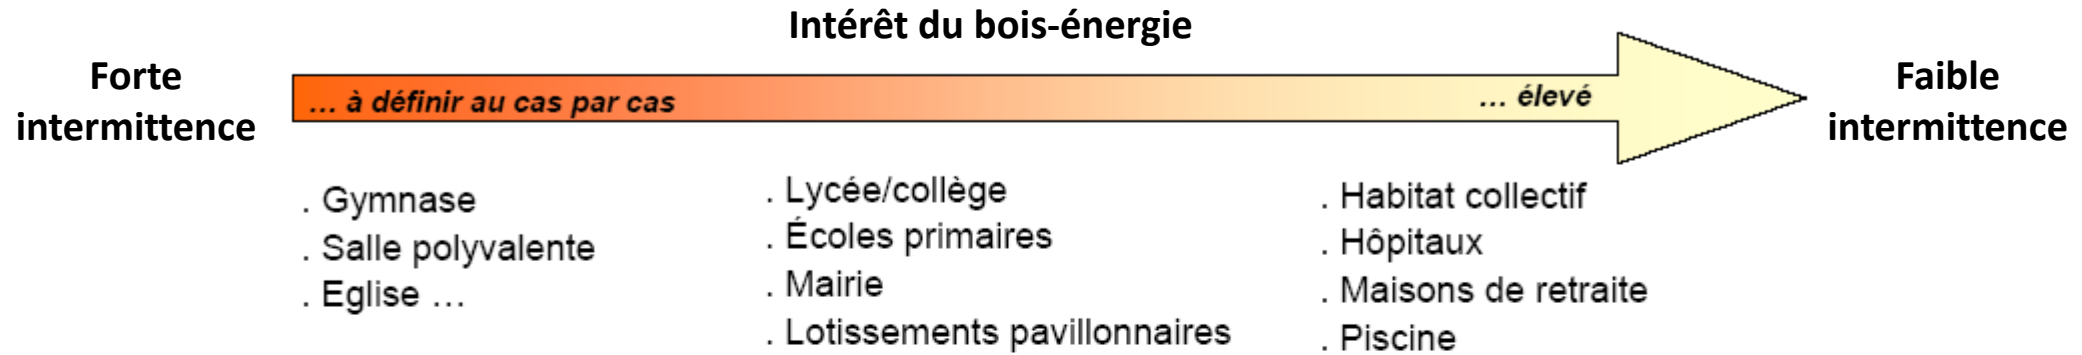 Intérêt du bois-énergie
Forte
intermittence
... à définir au cas par cas
... élevé
Faible
intermittence
. Gymnase
. Salle polyvalente
. Eglise ...
. Lycée/collège
. Écoles primaires
. Mairie
. Lotissements pavillonnaires
. Habitat collectif
. Hôpitaux
. Maisons de retraite
. Piscine